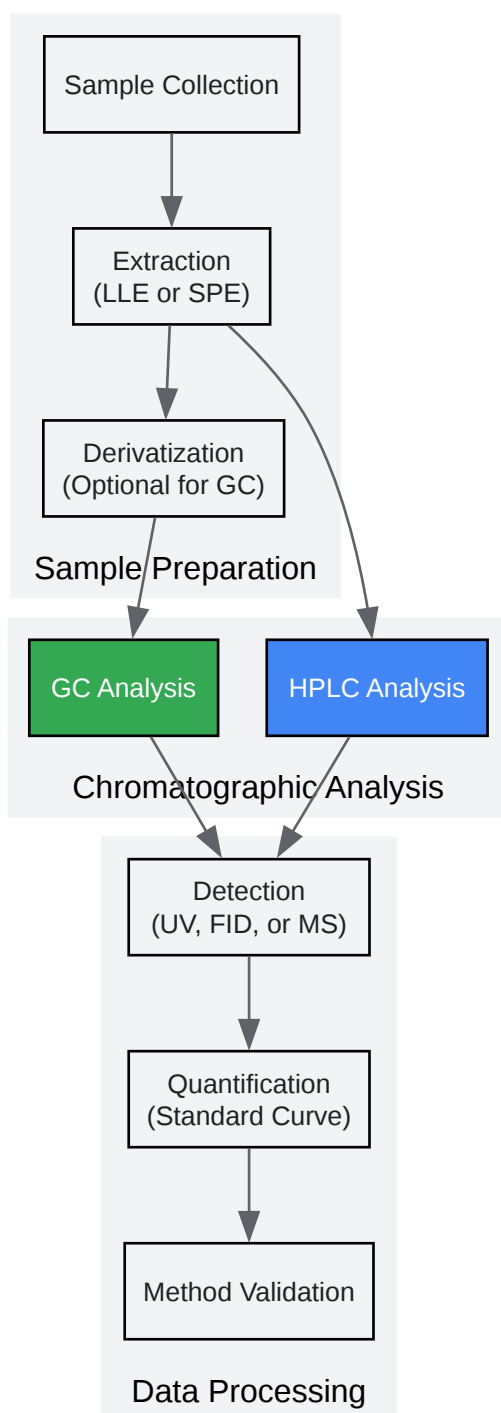 Sample Collection
Extraction
(LLE or SPE)
Derivatization
(Optional for GC)
Sample Preparation
GC Analysis
HPLC Analysis
Chromatographic Analysis
Detection
(UV, FID, or MS)
Quantification
(Standard Curve)
Method Validation
Data Processing